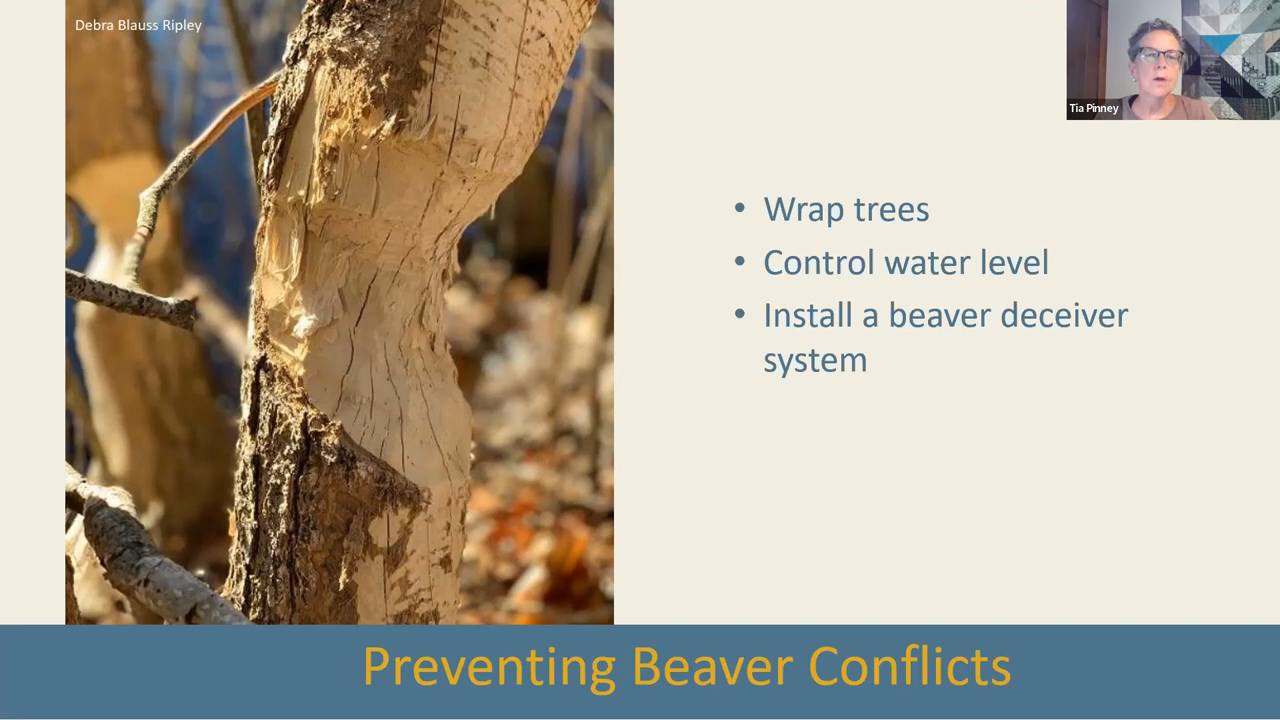 Debra Blauss Ripley
Tia Pinney
• Wrap trees
• Control water level
• Install a beaver deceiver
system
Preventing Beaver Conflicts